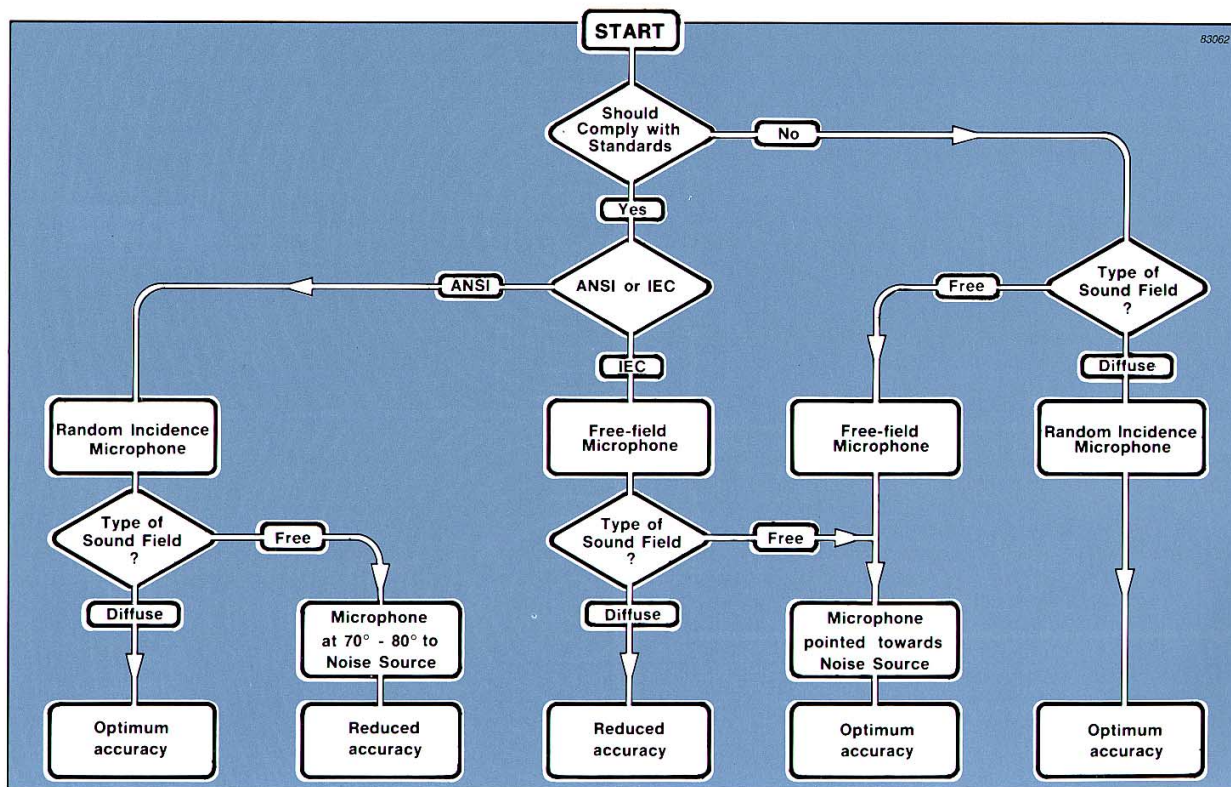 START
83062
Should
Comply with
Standards
No
Yes
ANSI
ANSI or IEC
Free
Type of
Sound Field
?
IEC
Diffuse
Random Incidence
Microphone
Free-field
Microphone
Free-field
Microphone
Random Incidence
Microphone
Type of
Sound Field
?
Free
Type of
Sound Field
?
Free
Diffuse
Microphone
at 70° - 80° to
Noise Source
Diffuse
Microphone
pointed towards
Noise Source
Optimum
accuracy
Reduced
accuracy
Reduced
accuracy
Optimum
accuracy
Optimum
accuracy